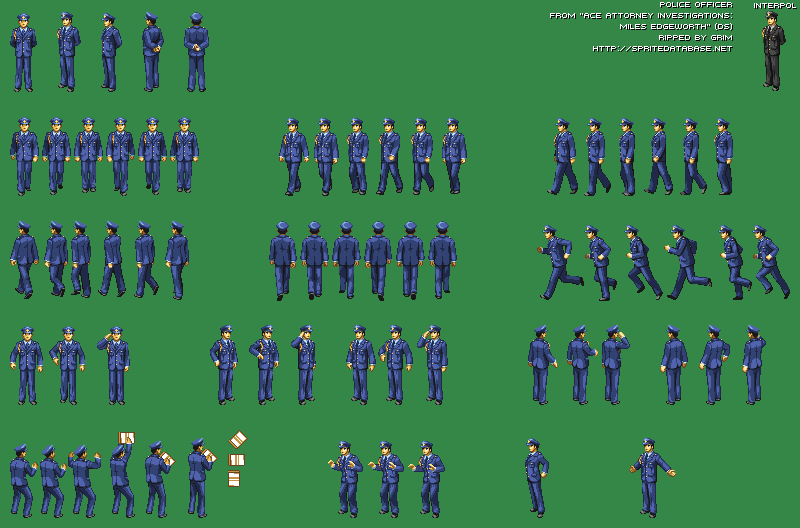 POLICE OFFICER
FROM "ACE ATTORNEY INVESTIGATIONS:
MILES EDGEWORTH" (DS)
RIPPED BY GRIM
HTTP://SPRITEDATABASE.NET
INTERPOL